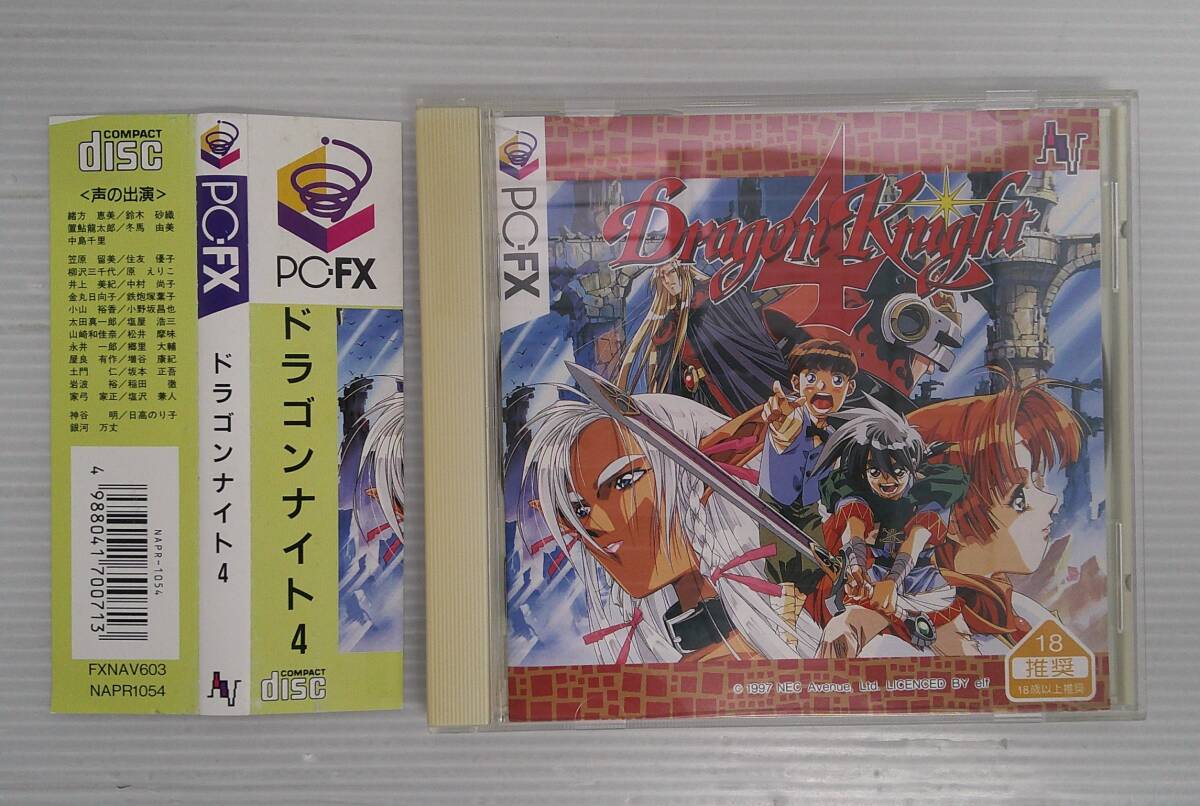 COMPACT
disc
<声の出演>
緒方 恵美/鈴木 砂織
置鮎龍太郎/冬馬 由美
中島千里
笠原 留美/住友 優子
柳沢三千代/原 えりこ
井上 美紀/中村 尚子
金丸日向子/鉄炮塚葉子
小山 裕香/小野坂昌也
太田真一郎/塩屋 浩三
山崎和佳奈/松井 摩味
永井 一郎/郷里 大輔
屋良 有作/増谷 康紀
土門 仁/坂本 正吾
岩波 裕/稲田 徹
家弓 家正/塩沢 兼人
神谷 明/日高のり子
銀河 万丈
NAPR-1054
4 988041 700713
FXNAV603
NAPR1054
PC-FX
ドラゴンナイト4
PC-FX
ドラゴンナイト4
COMPACT
disc
PC-FX
Dragon Knight
4
© 1997 NEC Avenue, Ltd. LICENCED BY elf
18
推奨
18歳以上推奨